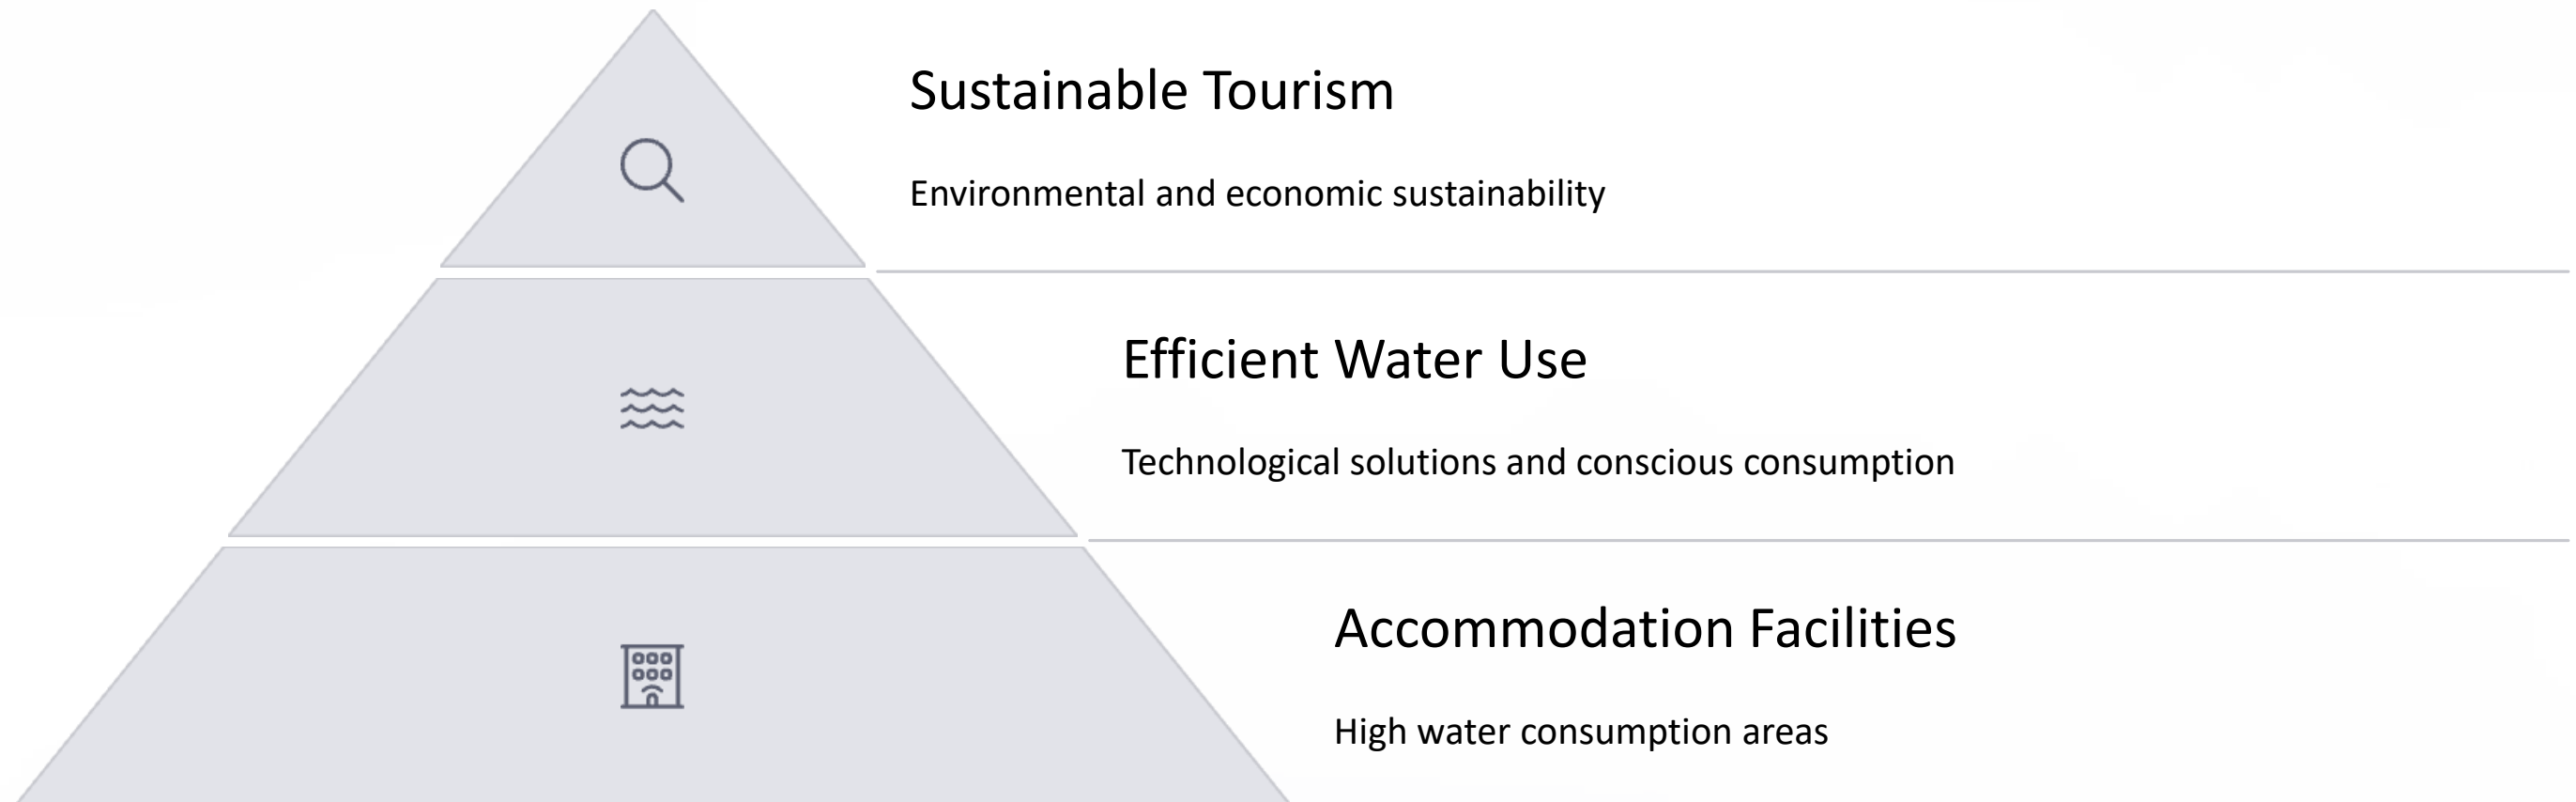 Sustainable Tourism
Environmental and economic sustainability
Efficient Water Use
Technological solutions and conscious consumption
Accommodation Facilities
High water consumption areas